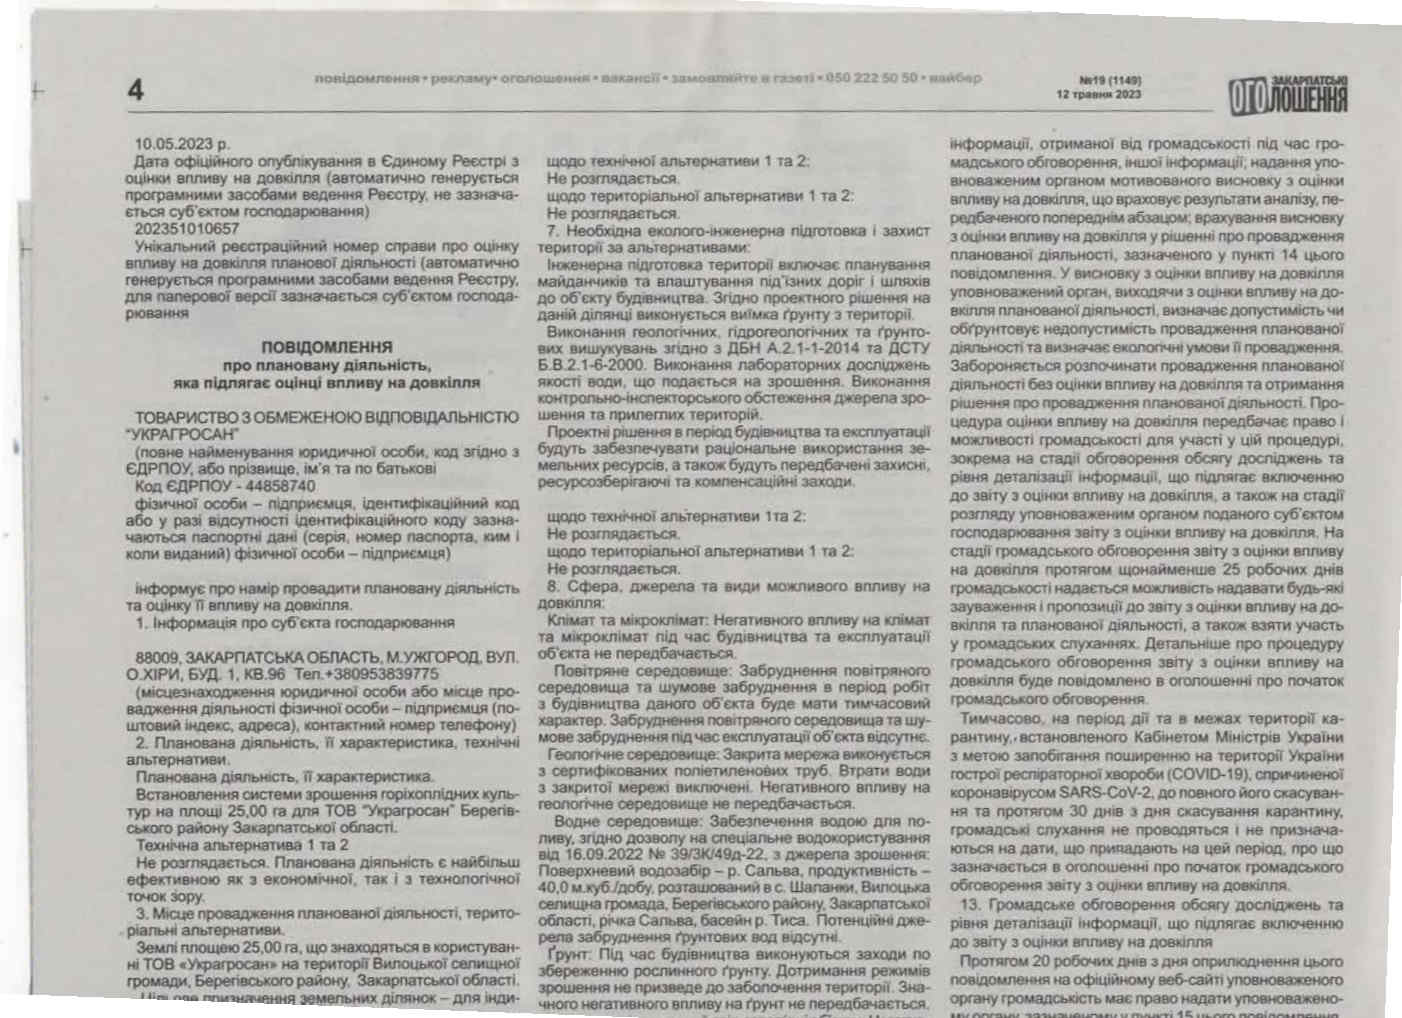 4
повідомлення • рекламу• оголошення • вакансії • замовляйте в газеті • 050 222 50 50 • вайбер
№19 (1149)
12 травня 2023
ЗАКАРПАТСЬКІ
ОГОЛОШЕННЯ
10.05.2023 р.
Дата офіційного опублікування в Єдиному Реєстрі з
оцінки впливу на довкілля (автоматично генерується
програмними засобами ведення Реєстру, не зазнача-
ється суб'єктом господарювання)
202351010657
Унікальний реєстраційний номер справи про оцінку
впливу на довкілля планової діяльності (автоматично
генерується програмними засобами ведення Реєстру,
для паперової версії зазначається суб'єктом господа-
рювання
ПОВІДОМЛЕННЯ
про плановану діяльність,
яка підлягає оцінці впливу на довкілля
ТОВАРИСТВО З ОБМЕЖЕНОЮ ВІДПОВІДАЛЬНІСТЮ
"УКРАГРОСАН"
(повне найменування юридичної особи, код згідно з
ЄДРПОУ, або прізвище, ім'я та по батькові
Код ЄДРПОУ - 44858740
фізичної особи – підприємця, ідентифікаційний код
або у разі відсутності ідентифікаційного коду зазна-
чаються паспортні дані (серія, номер паспорта, ким і
коли виданий) фізичної особи – підприємця)
інформує про намір провадити плановану діяльність
та оцінку її впливу на довкілля.
1. Інформація про суб'єкта господарювання
88009, ЗАКАРПАТСЬКА ОБЛАСТЬ, М.УЖГОРОД, ВУЛ.
О.ХІРИ, БУД. 1, КВ.96 Тел.+380953839775
(місцезнаходження юридичної особи або місце про-
вадження діяльності фізичної особи – підприємця (по-
штовий індекс, адреса), контактний номер телефону)
2. Планована діяльність, її характеристика, технічні
альтернативи.
Планована діяльність, її характеристика.
Встановлення системи зрошення горіхоплідних куль-
тур на площі 25,00 га для ТОВ "Украгросан" Берегів-
ського району Закарпатської області.
Технічна альтернатива 1 та 2
Не розглядається. Планована діяльність є найбільш
ефективною як з економічної, так і з технологічної
точок зору.
3. Місце провадження планованої діяльності, терито-
ріальні альтернативи.
Землі площею 25,00 га, що знаходяться в користуван-
ні ТОВ «Украгросан» на території Вилоцької селищної
громади, Берегівського району, Закарпатської області.
Цільове призначення земельних ділянок – для інди-
щодо технічної альтернативи 1 та 2:
Не розглядається.
щодо територіальної альтернативи 1 та 2:
Не розглядається.
7. Необхідна еколого-інженерна підготовка і захист
території за альтернативами:
Інженерна підготовка території включає планування
майданчиків та влаштування під'їзних доріг і шляхів
до об'єкту будівництва. Згідно проектного рішення на
даній ділянці виконується виїмка ґрунту з території.
Виконання геологічних, гідрогеологічних та ґрунто-
вих вишукувань згідно з ДБН А.2.1-1-2014 та ДСТУ
Б.В.2.1-6-2000. Виконання лабораторних досліджень
якості води, що подається на зрошення. Виконання
контрольно-інспекторського обстеження джерела зро-
шення та прилеглих територій.
Проектні рішення в період будівництва та експлуатації
будуть забезпечувати раціональне використання зе-
мельних ресурсів, а також будуть передбачені захисні,
ресурсозберігаючі та компенсаційні заходи.
щодо технічної альтернативи 1та 2:
Не розглядається.
щодо територіальної альтернативи 1 та 2:
Не розглядається.
8. Сфера, джерела та види можливого впливу на
довкілля:
Клімат та мікроклімат: Негативного впливу на клімат
та мікроклімат під час будівництва та експлуатації
об'єкта не передбачається.
Повітряне середовище: Забруднення повітряного
середовища та шумове забруднення в період робіт
з будівництва даного об'єкта буде мати тимчасовий
характер. Забруднення повітряного середовища та шу-
мове забруднення під час експлуатації об'єкта відсутнє.
Геологічне середовище: Закрита мережа виконується
з сертифікованих поліетиленових труб. Втрати води
з закритої мережі виключені. Негативного впливу на
геологічне середовище не передбачається.
Водне середовище: Забезпечення водою для по-
ливу, згідно дозволу на спеціальне водокористування
від 16.09.2022 № 39/ЗК/49д-22, з джерела зрошення:
Поверхневий водозабір – р. Сальва, продуктивність –
40,0 м.куб./добу, розташований в с. Шаланки, Вилоцька
селищна громада, Берегівського району, Закарпатської
області, річка Сальва, басейн р. Тиса. Потенційні дже-
рела забруднення ґрунтових вод відсутні.
Ґрунт: Під час будівництва виконуються заходи по
збереженню рослинного ґрунту. Дотримання режимів
зрошення не призведе до заболочення території. Зна-
чного негативного впливу на ґрунт не передбачається.
інформації, отриманої від громадськості під час гро-
мадського обговорення, іншої інформації; надання упо-
вноваженим органом мотивованого висновку з оцінки
впливу на довкілля, що враховує результати аналізу, пе-
редбаченого попереднім абзацом; врахування висновку
з оцінки впливу на довкілля у рішенні про провадження
планованої діяльності, зазначеного у пункті 14 цього
повідомлення. У висновку з оцінки впливу на довкілля
уповноважений орган, виходячи з оцінки впливу на до-
вкілля планованої діяльності, визначає допустимість чи
обґрунтовує недопустимість провадження планованої
діяльності та визначає екологічні умови її провадження.
Забороняється розпочинати провадження планованої
діяльності без оцінки впливу на довкілля та отримання
рішення про провадження планованої діяльності. Про-
цедура оцінки впливу на довкілля передбачає право і
можливості громадськості для участі у цій процедурі,
зокрема на стадії обговорення обсягу досліджень та
рівня деталізації інформації, що підлягає включенню
до звіту з оцінки впливу на довкілля, а також на стадії
розгляду уповноваженим органом поданого суб'єктом
господарювання звіту з оцінки впливу на довкілля. На
стадії громадського обговорення звіту з оцінки впливу
на довкілля протягом щонайменше 25 робочих днів
громадськості надається можливість надавати будь-які
зауваження і пропозиції до звіту з оцінки впливу на до-
вкілля та планованої діяльності, а також взяти участь
у громадських слуханнях. Детальніше про процедуру
громадського обговорення звіту з оцінки впливу на
довкілля буде повідомлено в оголошенні про початок
громадського обговорення.
Тимчасово, на період дії та в межах території ка-
рантину, встановленого Кабінетом Міністрів України
з метою запобігання поширенню на території України
гострої респіраторної хвороби (COVID-19), спричиненої
коронавірусом SARS-CoV-2, до повного його скасуван-
ня та протягом 30 днів з дня скасування карантину,
громадські слухання не проводяться і не признача-
ються на дати, що припадають на цей період, про що
зазначається в оголошенні про початок громадського
обговорення звіту з оцінки впливу на довкілля.
13. Громадське обговорення обсягу досліджень та
рівня деталізації інформації, що підлягає включенню
до звіту з оцінки впливу на довкілля
Протягом 20 робочих днів з дня оприлюднення цього
повідомлення на офіційному веб-сайті уповноваженого
органу громадськість має право надати уповноважено-
му органу, зазначеному у пункті 15 цього повідомлення,